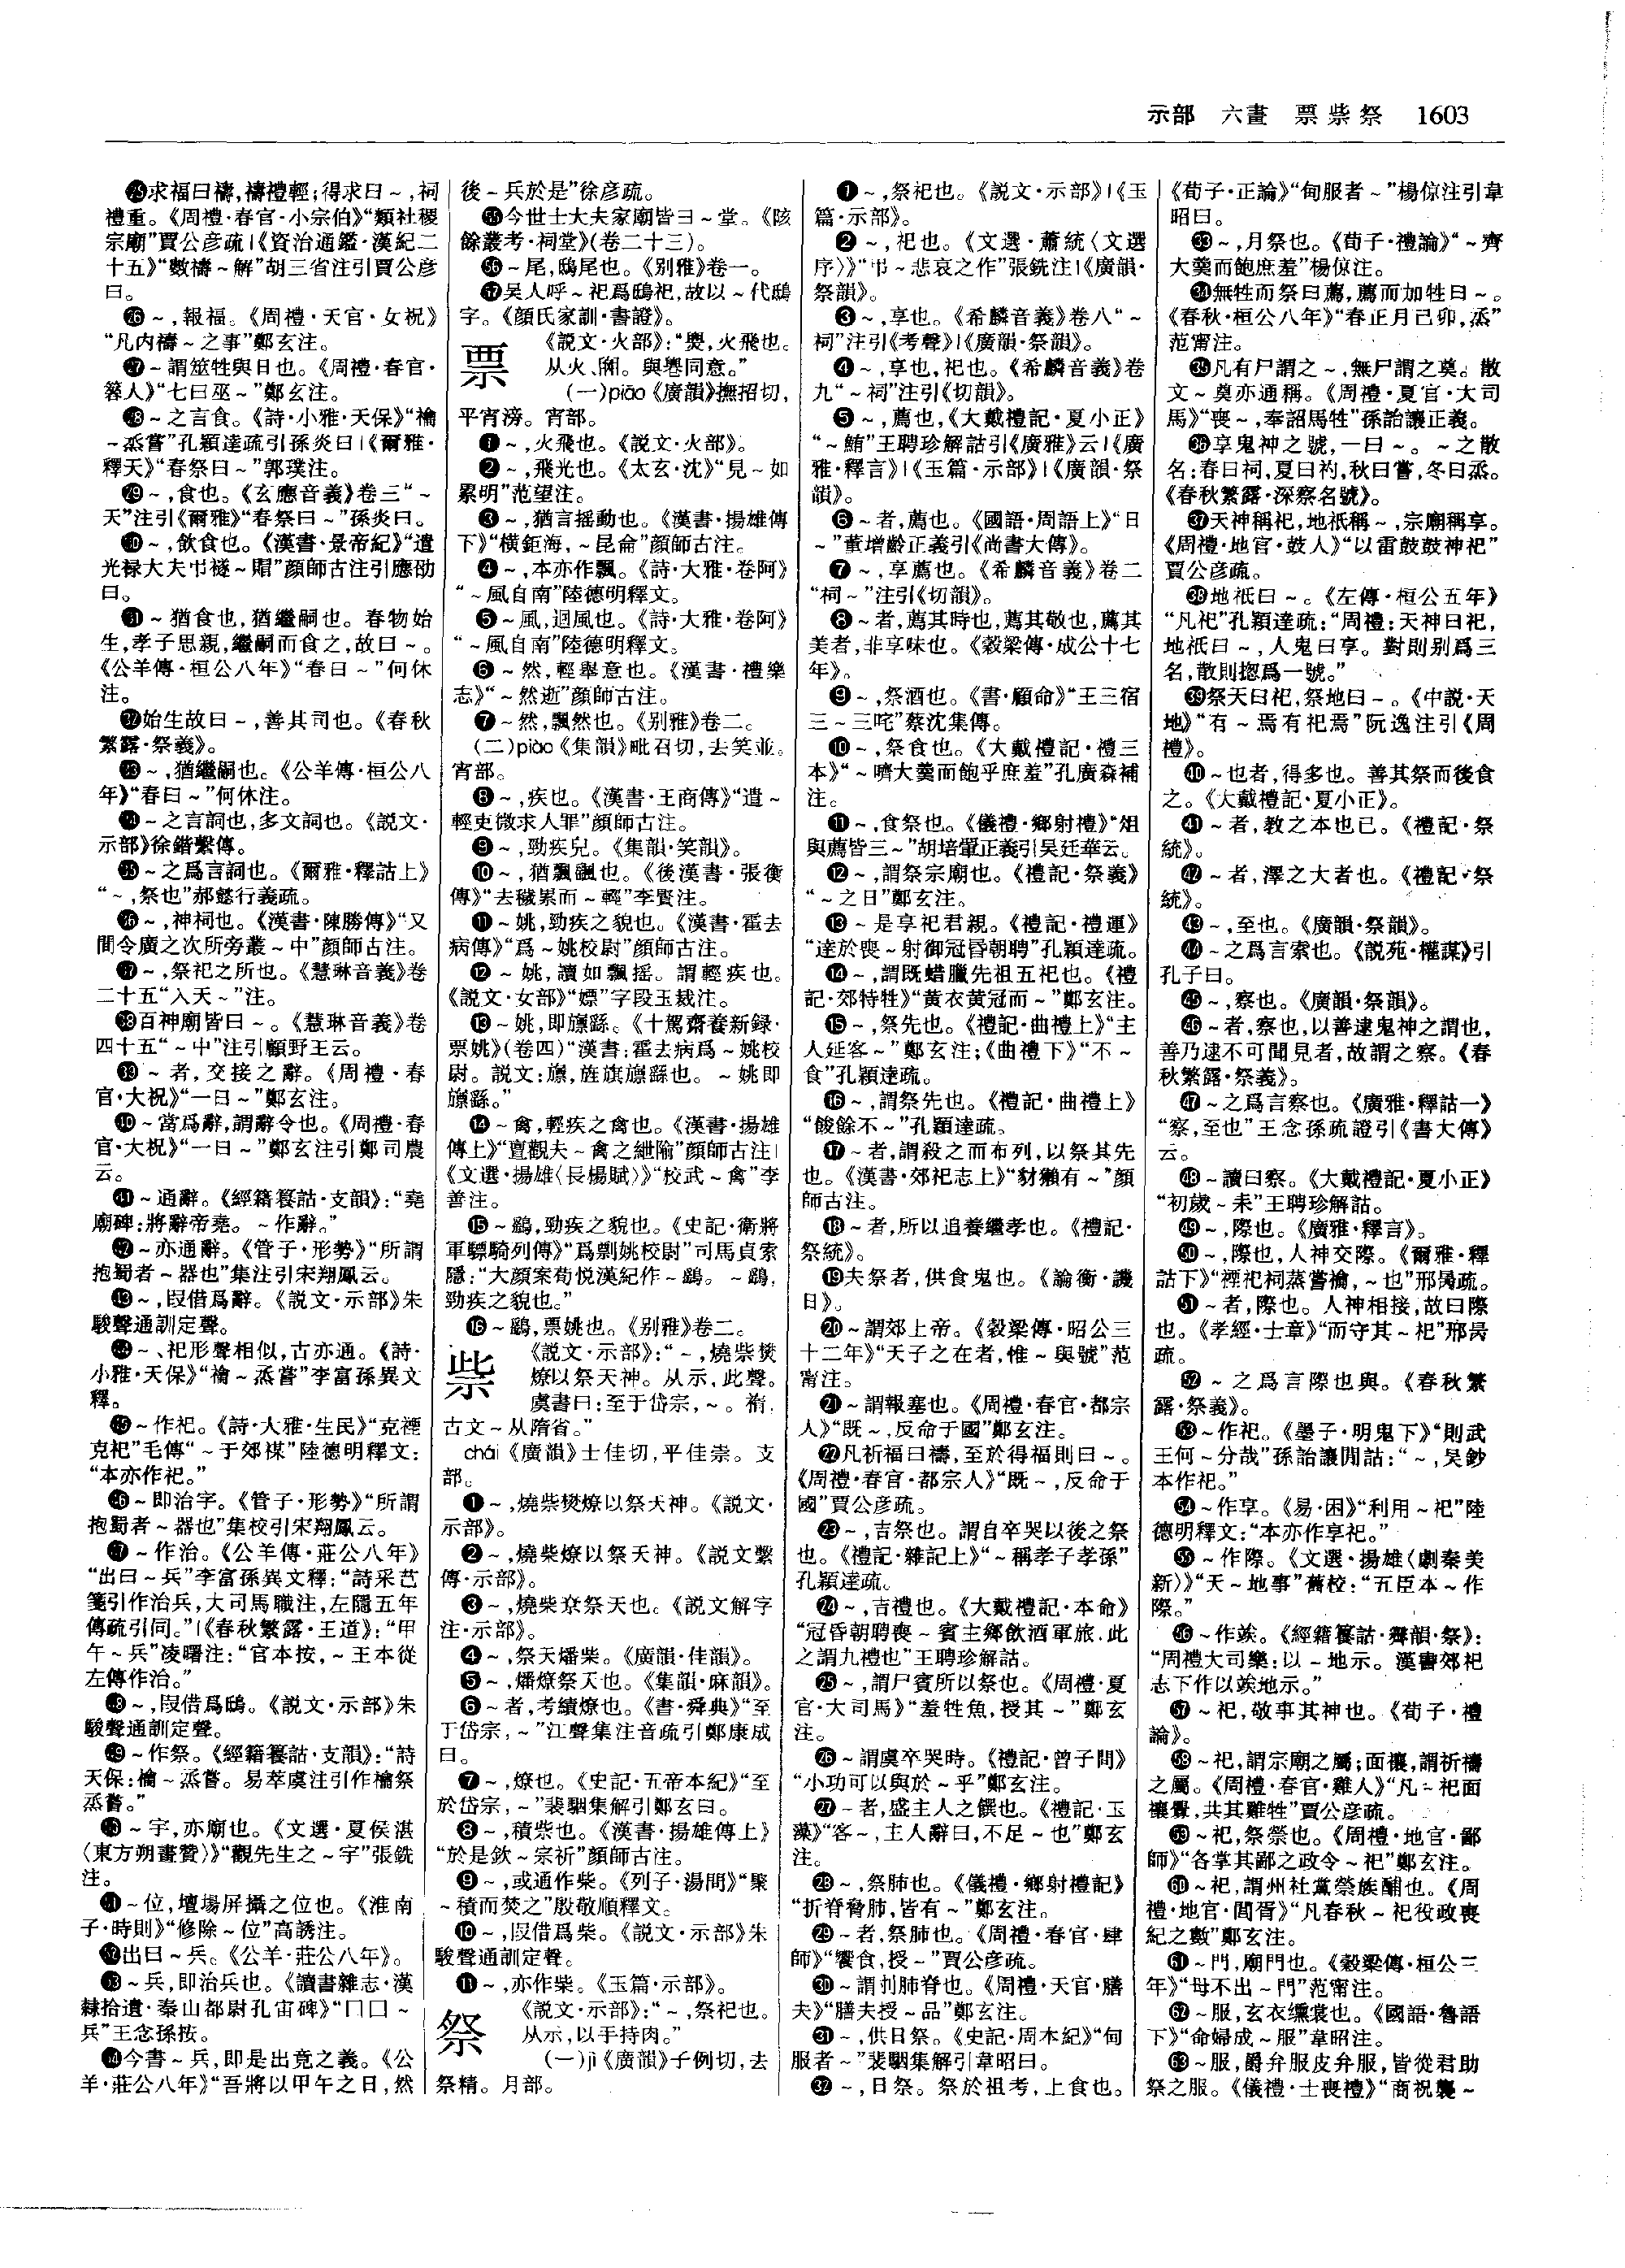 示部 六畫 票祡祭 1603
㉕求福曰禱,禱禮輕;得求曰~,祠
禮重。《周禮·春官·小宗伯》“類社稷
宗廟”賈公彦疏|《資治通鑑·漢紀二
十五》“數禱~解”胡三省注引賈公彦
曰。
㉖~,報福。《周禮·天官·女祝》
“凡内禱~之事”鄭玄注。
㉗~謂筮牲與日也。《周禮·春官·
簭人》“七曰巫~”鄭玄注。
㉘~之言食。《詩·小雅·天保》“禴
~烝嘗”孔穎達疏引孫炎曰|《爾雅·
釋天》“春祭曰~”郭璞注。
㉙~,食也。《玄應音義》卷三“~
天”注引《爾雅》“春祭曰~”孫炎曰。
㉚~,飲食也。《漢書·景帝紀》“遣
光禄大夫弔襚~賵”顔師古注引應劭
曰。
㉛~猶食也,猶繼嗣也。春物始
生,孝子思親,繼嗣而食之,故曰~。
《公羊傳·桓公八年》“春曰~”何休
注。
㉜始生故曰~,善其司也。《春秋
繁露·祭義》。
㉝~,猶繼嗣也。《公羊傳·桓公八
年》“春曰~”何休注。
㉞~之言詞也,多文詞也。《説文·
示部》徐鍇繫傳。
㉟~之爲言詞也。《爾雅·釋詁上》
“~,祭也”郝懿行義疏。
㊱~,神祠也。《漢書·陳勝傳》“又
間令廣之次所旁叢~中”顔師古注。
㊲~,祭祀之所也。《慧琳音義》卷
二十五“入天~”注。
㊳百神廟皆曰~。《慧琳音義》卷
四十五“~中”注引顧野王云。
㊴~者,交接之辭。《周禮·春
官·大祝》“一曰~”鄭玄注。
㊵~當爲辭,謂辭令也。《周禮·春
官·大祝》“一曰~”鄭玄注引鄭司農
云。
㊶~通辭。《經籍籑詁·支韻》:“堯
廟碑:將辭帝堯。~作辭。”
㊷~亦通辭。《管子·形勢》“所謂
抱蜀者~器也”集注引宋翔鳳云。
㊸~,叚借爲辭。《説文·示部》朱
駿聲通訓定聲。
㊹~、祀形聲相似,古亦通。《詩·
小雅·天保》“禴~烝嘗”李富孫異文
釋。
㊺~作祀。《詩·大雅·生民》“克禋
克祀”毛傳“~于郊禖”陸德明釋文:
“本亦作祀。”
㊻~即治字。《管子·形勢》“所謂
抱蜀者~器也”集校引宋翔鳳云。
㊼~作治。《公羊傳·莊公八年》
“出曰~兵”李富孫異文釋:“詩采芑
箋引作治兵,大司馬職注,左隱五年
傳疏引同。”|《春秋繁露·王道》:“甲
午~兵”凌曙注:“官本按,~王本從
左傳作治。”
㊽~,叚借爲鴟。《説文·示部》朱
駿聲通訓定聲。
㊾~作祭。《經籍籑詁·支韻》:“詩
天保:禴~烝嘗。易萃虞注引作禴祭
烝嘗。”
㊿~宇,亦廟也。《文選·夏侯湛
〈東方朔畫贊〉》“觀先生之~宇”張銑
注。
51~位,壇場屏攝之位也。《淮南
子·時則》“修除~位”高誘注。
52出曰~兵。《公羊·莊公八年》。
53~兵,即治兵也。《讀書雜志·漢
隸拾遺·泰山都尉孔宙碑》“□□~
兵”王念孫按。
54今書~兵,即是出竟之義。《公
羊·莊公八年》“吾將以甲午之日,然
後~兵於是”徐彦疏。
55今世士大夫家廟皆曰~堂。《陔
餘叢考·祠堂》(卷二十三)。
56~尾,鴟尾也。《别雅》卷一。
57吴人呼~祀爲鴟祀,故以~代鴟
字。《顔氏家訓·書證》。
票 《説文·火部》:“㷼,火飛也。
从火、𦥑。與䙴同意。”
(一)piāo《廣韻》撫招切,
平宵滂。宵部。
❶~,火飛也。《説文·火部》。
❷~,飛光也。《太玄·沈》“見~如
累明”范望注。
❸~,猶言摇動也。《漢書·揚雄傳
下》“横鉅海,~昆侖”顔師古注。
❹~,本亦作飄。《詩·大雅·卷阿》
“~風自南”陸德明釋文。
❺~風,迴風也。《詩·大雅·卷阿》
“~風自南”陸德明釋文。
❻~然,輕舉意也。《漢書·禮樂
志》“~然逝”顔師古注。
❼~然,飄然也。《别雅》卷二。
(二)piào《集韻》毗召切,去笑並。
宵部。
❽~,疾也。《漢書·王商傳》“遣~
輕吏微求人罪”顔師古注。
❾~,勁疾皃。《集韻·笑韻》。
❿~,猶飄飄也。《後漢書·張衡
傳》“去穢累而~輕”李賢注。
⓫~姚,勁疾之貌也。《漢書·霍去
病傳》“爲~姚校尉”顔師古注。
⓬~姚,讀如飄摇。謂輕疾也。
《説文·女部》“嫖”字段玉裁注。
⓭~姚,即旚繇。《十駕齋養新録·
票姚》(卷四)“漢書:霍去病爲~姚校
尉。説文:旚,旌旗旚繇也。~姚即
旚繇。”
⓮~禽,輕疾之禽也。《漢書·揚雄
傳上》“亶觀夫~禽之紲隃”顔師古注|
《文選·揚雄〈長楊賦〉》“校武~禽”李
善注。
⓯~鷂,勁疾之貌也。《史記·衛將
軍驃騎列傳》“爲剽姚校尉”司馬貞索
隱:“大顔案荀悦漢紀作~鷂。~鷂,
勁疾之貌也。”
⓰~鷂,票姚也。《别雅》卷二。
祡 《説文·示部》:“~,燒祡焚
燎以祭天神。从示,此聲。
虞書曰:至于岱宗,~。𥛖,
古文~从隋省。”
chái《廣韻》士佳切,平佳崇。支
部。
❶~,燒祡焚燎以祭天神。《説文·
示部》。
❷~,燒柴燎以祭天神。《説文繫
傳·示部》。
❸~,燒柴尞祭天也。《説文解字
注·示部》。
❹~,祭天燔柴。《廣韻·佳韻》。
❺~,燔燎祭天也。《集韻·麻韻》。
❻~者,考績燎也。《書·舜典》“至
于岱宗,~”江聲集注音疏引鄭康成
曰。
❼~,燎也。《史記·五帝本紀》“至
於岱宗,~”裴駰集解引鄭玄曰。
❽~,積柴也。《漢書·揚雄傳上》
“於是欽~宗祈”顔師古注。
❾~,或通作柴。《列子·湯問》“聚
~積而焚之”殷敬順釋文。
❿~,叚借爲柴。《説文·示部》朱
駿聲通訓定聲。
⓫~,亦作柴。《玉篇·示部》。
祭 《説文·示部》:“~,祭祀也。
从示,以手持肉。”
(一)jì《廣韻》子例切,去
祭精。月部。
❶~,祭祀也。《説文·示部》|《玉
篇·示部》。
❷~,祀也。《文選·蕭統〈文選
序〉》“弔~悲哀之作”張銑注|《廣韻·
祭韻》。
❸~,享也。《希麟音義》卷八“~
祠”注引《考聲》|《廣韻·祭韻》。
❹~,享也,祀也。《希麟音義》卷
九“~祠”注引《切韻》。
❺~,薦也,《大戴禮記·夏小正》
“~鮪”王聘珍解詁引《廣雅》云|《廣
雅·釋言》|《玉篇·示部》|《廣韻·祭
韻》。
❻~者,薦也。《國語·周語上》“日
~”董增齡正義引《尚書大傳》。
❼~,享薦也。《希麟音義》卷二
“祠~”注引《切韻》。
❽~者,薦其時也,薦其敬也,薦其
美者,非享味也。《穀梁傳·成公十七
年》。
❾~,祭酒也。《書·顧命》“王三宿
三~三咤”蔡沈集傳。
❿~,祭食也。《大戴禮記·禮三
本》“~嚌大羹而飽乎庶羞”孔廣森補
注。
⓫~,食祭也。《儀禮·鄉射禮》“俎
與薦皆三~”胡培翬正義引吴廷華云。
⓬~,謂祭宗廟也。《禮記·祭義》
“~之日”鄭玄注。
⓭~是享祀君親。《禮記·禮運》
“達於喪~射御冠昏朝聘”孔穎達疏。
⓮~,謂既蜡臘先祖五祀也。《禮
記·郊特牲》“黄衣黄冠而~”鄭玄注。
⓯~,祭先也。《禮記·曲禮上》“主
人延客~”鄭玄注;《曲禮下》“不~
食”孔穎達疏。
⓰~,謂祭先也。《禮記·曲禮上》
“餕餘不~”孔穎達疏。
⓱~者,謂殺之而布列,以祭其先
也。《漢書·郊祀志上》“豺獺有~”顔
師古注。
⓲~者,所以追養繼孝也。《禮記·
祭統》。
⓳夫祭者,供食鬼也。《論衡·譏
日》。
⓴~謂郊上帝。《穀梁傳·昭公三
十二年》“天子之在者,惟~與號”范
甯注。
㉑~謂報塞也。《周禮·春官·都宗
人》“既~,反命于國”鄭玄注。
㉒凡祈福曰禱,至於得福則曰~。
《周禮·春官·都宗人》“既~,反命于
國”賈公彦疏。
㉓~,吉祭也。謂自卒哭以後之祭
也。《禮記·雜記上》“~稱孝子孝孫”
孔穎達疏。
㉔~,吉禮也。《大戴禮記·本命》
“冠昏朝聘喪~賓主鄉飲酒軍旅,此
之謂九禮也”王聘珍解詁。
㉕~,謂尸賓所以祭也。《周禮·夏
官·大司馬》“羞牲魚,授其~”鄭玄
注。
㉖~謂虞卒哭時。《禮記·曾子問》
“小功可以與於~乎”鄭玄注。
㉗~者,盛主人之饌也。《禮記·玉
藻》“客~,主人辭曰,不足~也”鄭玄
注。
㉘~,祭肺也。《儀禮·鄉射禮記》
“折脊脅肺,皆有~”鄭玄注。
㉙~者,祭肺也。《周禮·春官·肆
師》“饗食,授~”賈公彦疏。
㉚~謂刌肺脊也。《周禮·天官·膳
夫》“膳夫授~品”鄭玄注。
㉛~,供日祭。《史記·周本紀》“甸
服者~”裴駰集解引韋昭曰。
㉜~,日祭。祭於祖考,上食也。
《荀子·正論》“甸服者~”楊倞注引韋
昭曰。
㉝~,月祭也。《荀子·禮論》“~齊
大羹而飽庶羞”楊倞注。
㉞無牲而祭曰薦,薦而加牲曰~。
《春秋·桓公八年》“春正月己卯,烝”
范甯注。
㉟凡有尸謂之~,無尸謂之奠。散
文~奠亦通稱。《周禮·夏官·大司
馬》“喪~,奉詔馬牲”孫詒讓正義。
㊱享鬼神之號,一曰~。~之散
名:春曰祠,夏曰礿,秋曰嘗,冬曰烝。
《春秋繁露·深察名號》。
㊲天神稱祀,地祇稱~,宗廟稱享。
《周禮·地官·鼓人》“以雷鼓鼓神祀”
賈公彦疏。
㊳地祇曰~。《左傳·桓公五年》
“凡祀”孔穎達疏:“周禮:天神曰祀,
地祇曰~,人鬼曰享。對則别爲三
名,散則揔爲一號。”
㊴祭天曰祀,祭地曰~。《中説·天
地》“有~焉有祀焉”阮逸注引《周
禮》。
㊵~也者,得多也。善其祭而後食
之。《大戴禮記·夏小正》。
㊶~者,教之本也已。《禮記·祭
統》。
㊷~者,澤之大者也。《禮記·祭
統》。
㊸~,至也。《廣韻·祭韻》。
㊹~之爲言索也。《説苑·權謀》引
孔子曰。
㊺~,察也。《廣韻·祭韻》。
㊻~者,察也,以善逮鬼神之謂也,
善乃逮不可聞見者,故謂之察。《春
秋繁露·祭義》。
㊼~之爲言察也。《廣雅·釋詁一》
“察,至也”王念孫疏證引《書大傳》
云。
㊽~讀曰察。《大戴禮記·夏小正》
“初歲~耒”王聘珍解詁。
㊾~,際也。《廣雅·釋言》。
㊿~,際也,人神交際。《爾雅·釋
詁下》“禋祀祠蒸嘗禴,~也”邢昺疏。
51~者,際也。人神相接,故曰際
也。《孝經·士章》“而守其~祀”邢昺
疏。
52~之爲言際也與。《春秋繁
露·祭義》。
53~作祀。《墨子·明鬼下》“則武
王何~分哉”孫詒讓閒詁:“~,吴鈔
本作祀。”
54~作享。《易·困》“利用~祀”陸
德明釋文:“本亦作享祀。”
55~作際。《文選·揚雄〈劇秦美
新〉》“天~地事”舊校:“五臣本~作
際。”
56~作竢。《經籍籑詁·霽韻·祭》:
“周禮大司樂:以~地示。漢書郊祀
志下作以竢地示。”
57~祀,敬事其神也。《荀子·禮
論》。
58~祀,謂宗廟之屬;面禳,謂祈禱
之屬。《周禮·春官·雞人》“凡~祀面
禳釁,共其雞牲”賈公彦疏。
59~祀,祭禜也。《周禮·地官·鄙
師》“各掌其鄙之政令~祀”鄭玄注。
60~祀,謂州社黨禜族酺也。《周
禮·地官·閭胥》“凡春秋~祀役政喪
紀之數”鄭玄注。
61~門,廟門也。《穀梁傳·桓公三
年》“母不出~門”范甯注。
62~服,玄衣纁裳也。《國語·魯語
下》“命婦成~服”韋昭注。
63~服,爵弁服皮弁服,皆從君助
祭之服。《儀禮·士喪禮》“商祝襲~